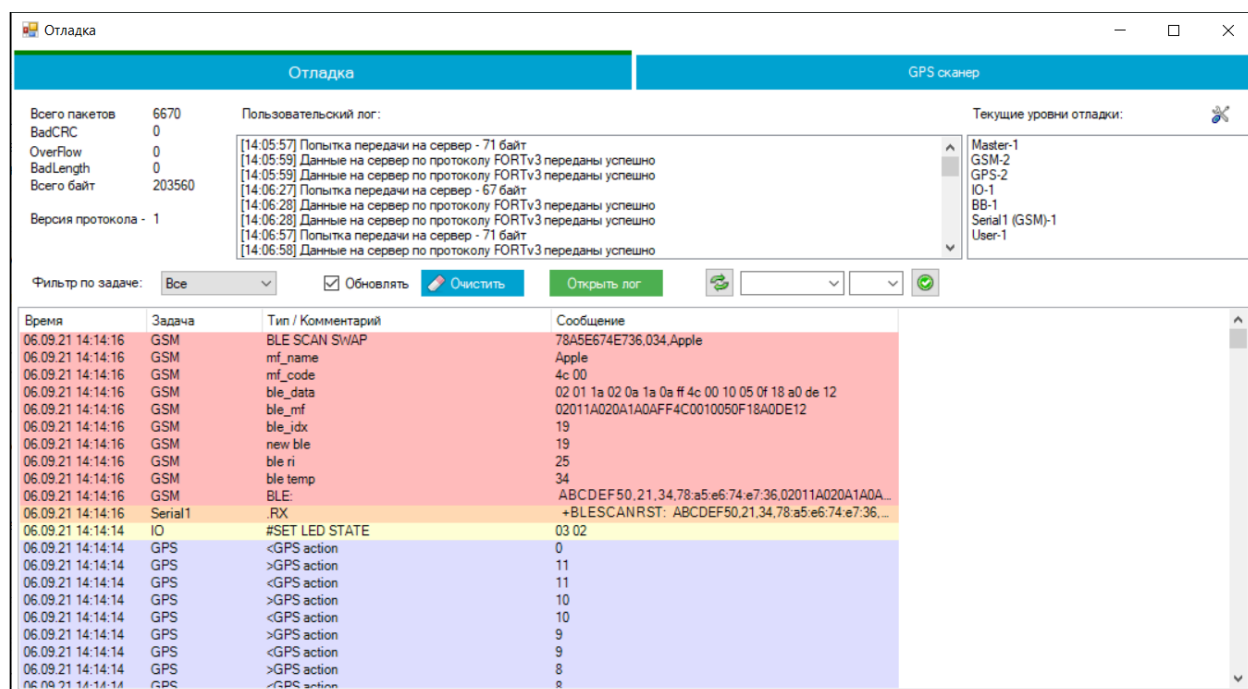 Отладка
Отладка GPS сканер
Всего пакетов 6670 Пользовательский лог: Текущие уровни отладки:
BadCRC 0
OverFlow 0
BadLength 0
Всего байт 203560
Версия протокола - 1
[14:05:57] Попытка передачи на сервер - 71 байт
[14:05:59] Данные на сервер по протоколу FORTv3 переданы успешно
[14:05:59] Данные на сервер по протоколу FORTv3 переданы успешно
[14:06:27] Попытка передачи на сервер - 67 байт
[14:06:28] Данные на сервер по протоколу FORTv3 переданы успешно
[14:06:28] Данные на сервер по протоколу FORTv3 переданы успешно
[14:06:57] Попытка передачи на сервер - 71 байт
[14:06:58] Данные на сервер по протоколу FORTv3 переданы успешно
Master-1
GSM-2
GPS-2
IO-1
BB-1
Serial1 (GSM)-1
User-1
Фильтр по задаче: Все Обновлять Очистить Открыть лог
Время Задача Тип / Комментарий Сообщение
06.09.21 14:14:16 GSM BLE SCAN SWAP 78A5E674E736,034,Apple
06.09.21 14:14:16 GSM mf_name Apple
06.09.21 14:14:16 GSM mf_code 4c 00
06.09.21 14:14:16 GSM ble_data 02 01 1a 02 0a 1a 0a ff 4c 00 10 05 0f 18 a0 de 12
06.09.21 14:14:16 GSM ble_mf 02011A020A1A0AFF4C0010050F18A0DE12
06.09.21 14:14:16 GSM ble_idx 19
06.09.21 14:14:16 GSM new ble 19
06.09.21 14:14:16 GSM ble ri 25
06.09.21 14:14:16 GSM ble temp 34
06.09.21 14:14:16 GSM BLE: ABCDEF50,21,34,78:a5:e6:74:e7:36,02011A020A1A0A...
06.09.21 14:14:16 Serial1 .RX +BLESCANRST: ABCDEF50,21,34,78:a5:e6:74:e7:36,...
06.09.21 14:14:14 IO #SET LED STATE 03 02
06.09.21 14:14:14 GPS <GPS action 0
06.09.21 14:14:14 GPS >GPS action 11
06.09.21 14:14:14 GPS <GPS action 11
06.09.21 14:14:14 GPS >GPS action 10
06.09.21 14:14:14 GPS <GPS action 10
06.09.21 14:14:14 GPS >GPS action 9
06.09.21 14:14:14 GPS <GPS action 9
06.09.21 14:14:14 GPS >GPS action 8
06.09.21 14:14:14 GPS <GPS action 8